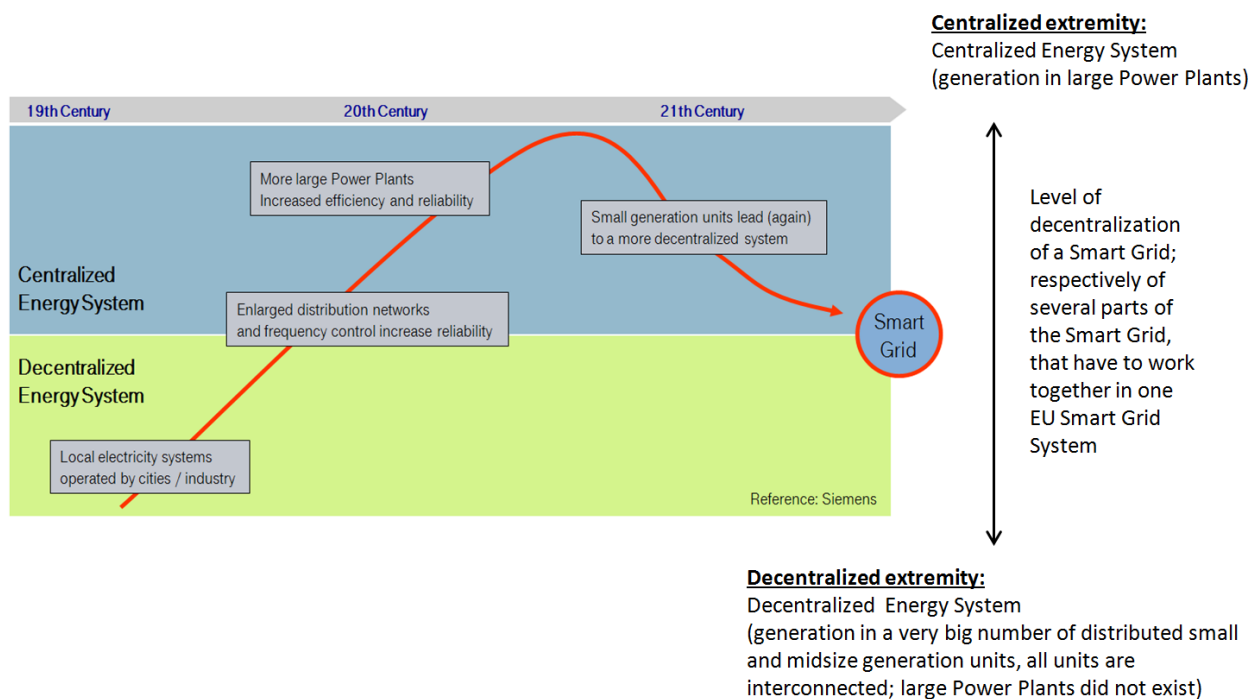 Centralized extremity:
Centralized Energy System
(generation in large Power Plants)
19th Century
20th Century
21th Century
More large Power Plants
Increased efficiency and reliability
Small generation units lead (again)
to a more decentralized system
Level of
decentralization
of a Smart Grid;
respectively of
several parts of
the Smart Grid,
that have to work
together in one
EU Smart Grid
System
Centralized
Energy System
Enlarged distribution networks
and frequency control increase reliability
Smart
Grid
Decentralized
Energy System
Local electricity systems
operated by cities / industry
Reference: Siemens
Decentralized extremity:
Decentralized Energy System
(generation in a very big number of distributed small
and midsize generation units, all units are
interconnected; large Power Plants did not exist)